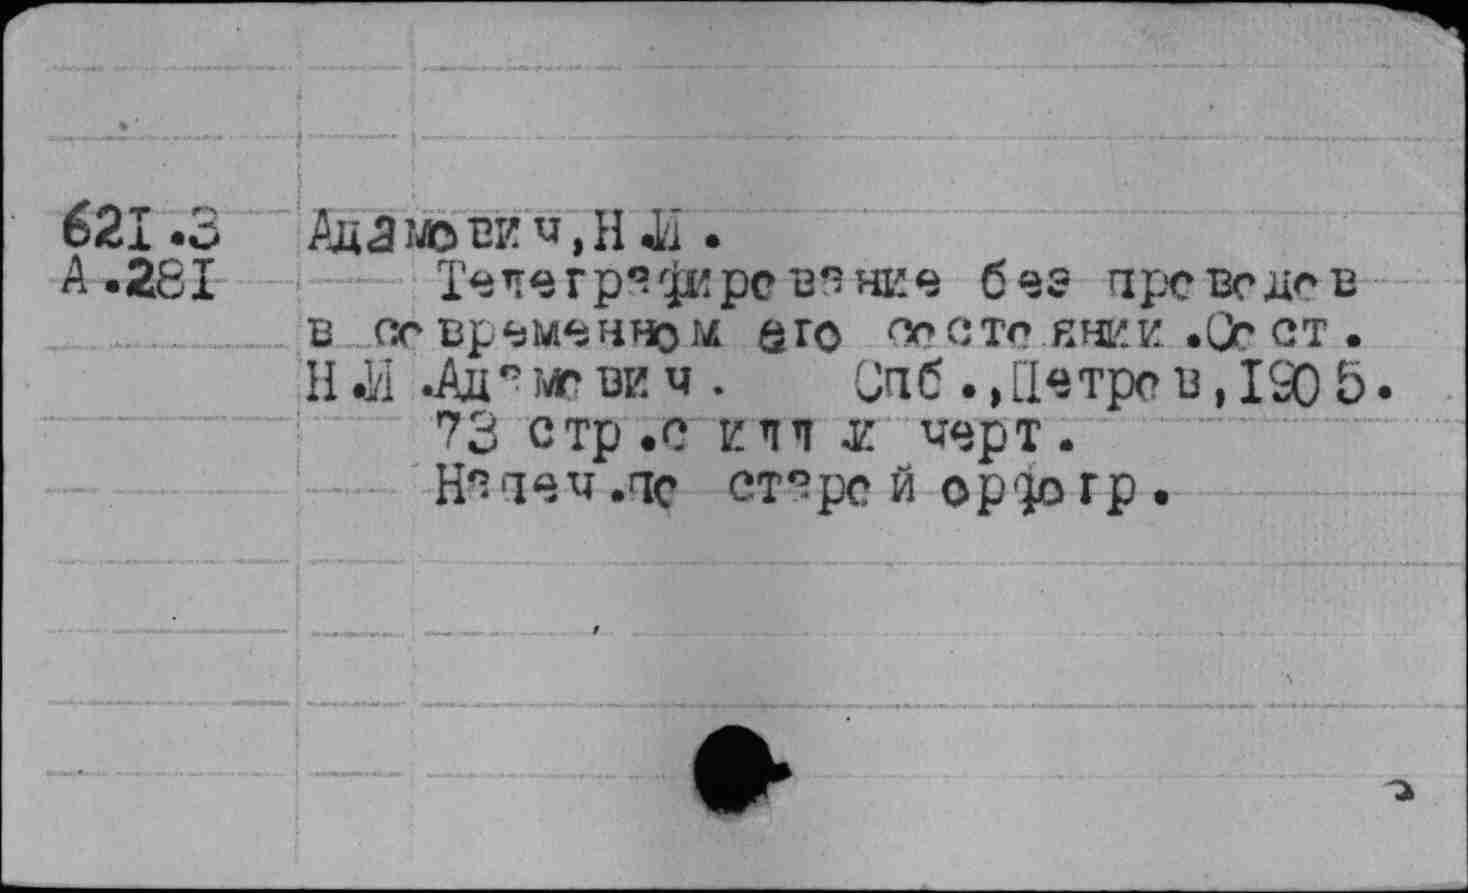 621.3 Адамович,Н.И.
А.281 Телеграфирование без проводов
в современном его состоянии.Сост.
Н.И.Адамович. Спб.,Петров,1905.
73 стр.с илл.и черт.
Напеч.по старой орфогр.